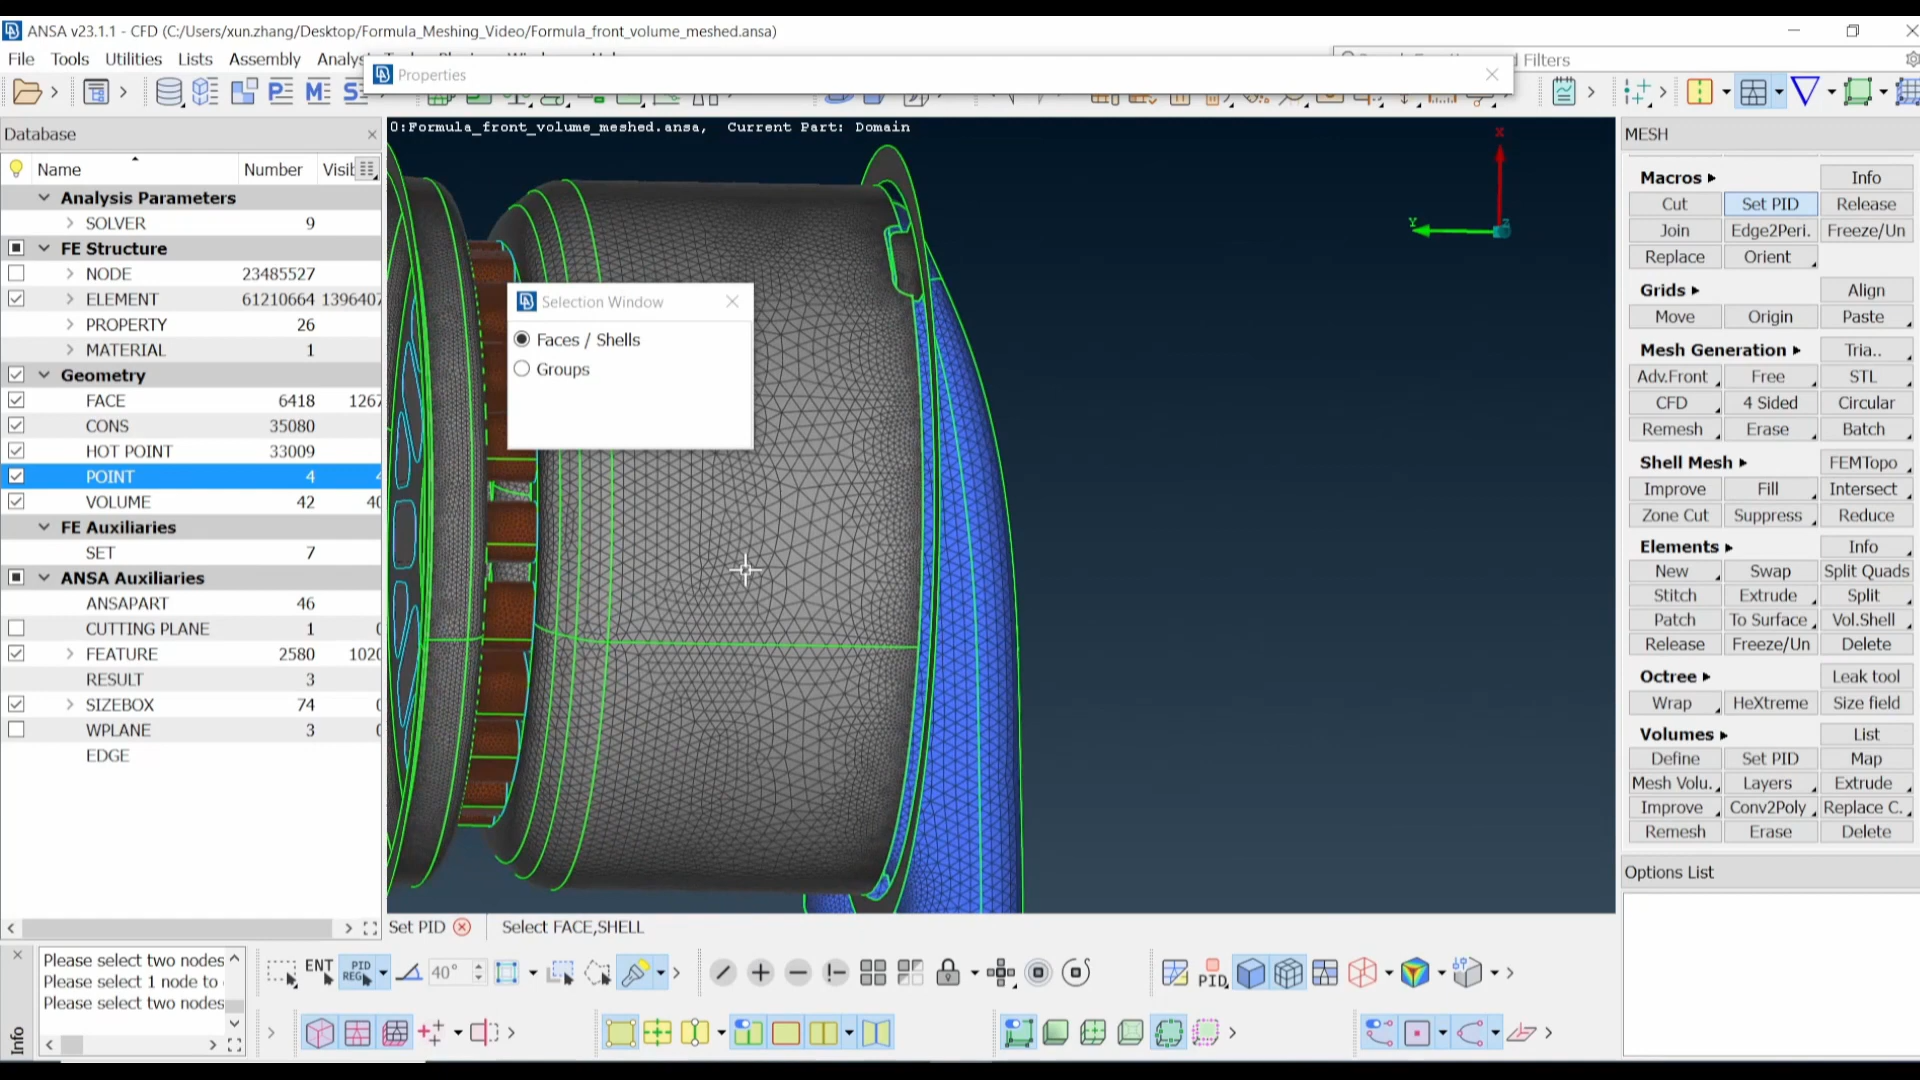 ANSA v23.1.1 - CFD (C:/Users/xun.zhang/Desktop/Formula_Meshing_Video/Formula_front_volume_meshed.ansa)
File Tools Utilities Lists Assembly Analys
Properties
Filters
Database
Name Number Visib
Analysis Parameters
SOLVER 9
FE Structure
NODE 23485527
ELEMENT 61210664 1396407
PROPERTY 26
MATERIAL 1
Geometry
FACE 6418 1267
CONS 35080
HOT POINT 33009
POINT 4
VOLUME 42 40
FE Auxiliaries
SET 7
ANSA Auxiliaries
ANSAPART 46
CUTTING PLANE 1
FEATURE 2580 1020
RESULT 3
SIZEBOX 74
WPLANE 3
EDGE
0:Formula_front_volume_meshed.ansa, Current Part: Domain
X
Y
Z
Selection Window
Faces / Shells
Groups
MESH
Macros Info
Cut Set PID Release
Join Edge2Peri. Freeze/Un
Replace Orient
Grids Align
Move Origin Paste
Mesh Generation Tria..
Adv.Front Free STL
CFD 4 Sided Circular
Remesh Erase Batch
Shell Mesh FEMTopo
Improve Fill Intersect
Zone Cut Suppress Reduce
Elements Info
New Swap Split Quads
Stitch Extrude Split
Patch To Surface Vol.Shell
Release Freeze/Un Delete
Octree Leak tool
Wrap HeXtreme Size field
Volumes List
Define Set PID Map
Mesh Volu. Layers Extrude
Improve Conv2Poly Replace C.
Remesh Erase Delete
Options List
Set PID Select FACE,SHELL
Info
Please select two nodes
Please select 1 node to
Please select two nodes
ENT
PID
REG
40°
PID